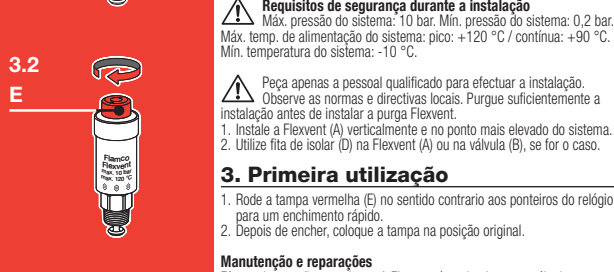 3.2
E
Flamco
Flexvent
max. 10 bar
max. 120 °C
Requisitos de segurança durante a instalação
Máx. pressão do sistema: 10 bar. Mín. pressão do sistema: 0,2 bar.
Máx. temp. de alimentação do sistema: pico: +120 °C / contínua: +90 °C.
Mín. temperatura do sistema: -10 °C.
Peça apenas a pessoal qualificado para efectuar a instalação.
Observe as normas e directivas locais. Purgue suficientemente a
instalação antes de instalar a purga Flexvent.
1. Instale a Flexvent (A) verticalmente e no ponto mais elevado do sistema.
2. Utilize fita de isolar (D) na Flexvent (A) ou na válvula (B), se for o caso.
3. Primeira utilização
1. Rode a tampa vermelha (E) no sentido contrario aos ponteiros do relógio
para um enchimento rápido.
2. Depois de encher, coloque a tampa na posição original.
Manutenção e reparações